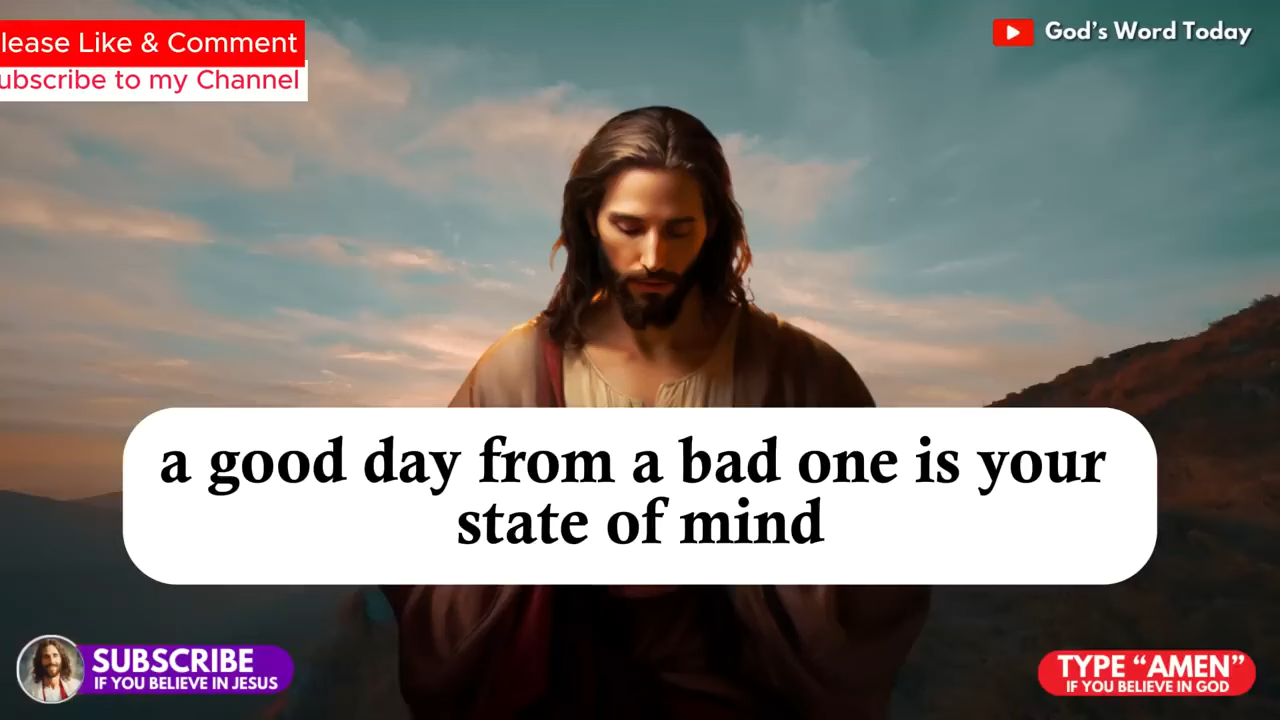 lease Like & Comment
ubscribe to my Channel
God's Word Today
a good day from a bad one is your
state of mind
SUBSCRIBE
IF YOU BELIEVE IN JESUS
TYPE “AMEN”
IF YOU BELIEVE IN GOD